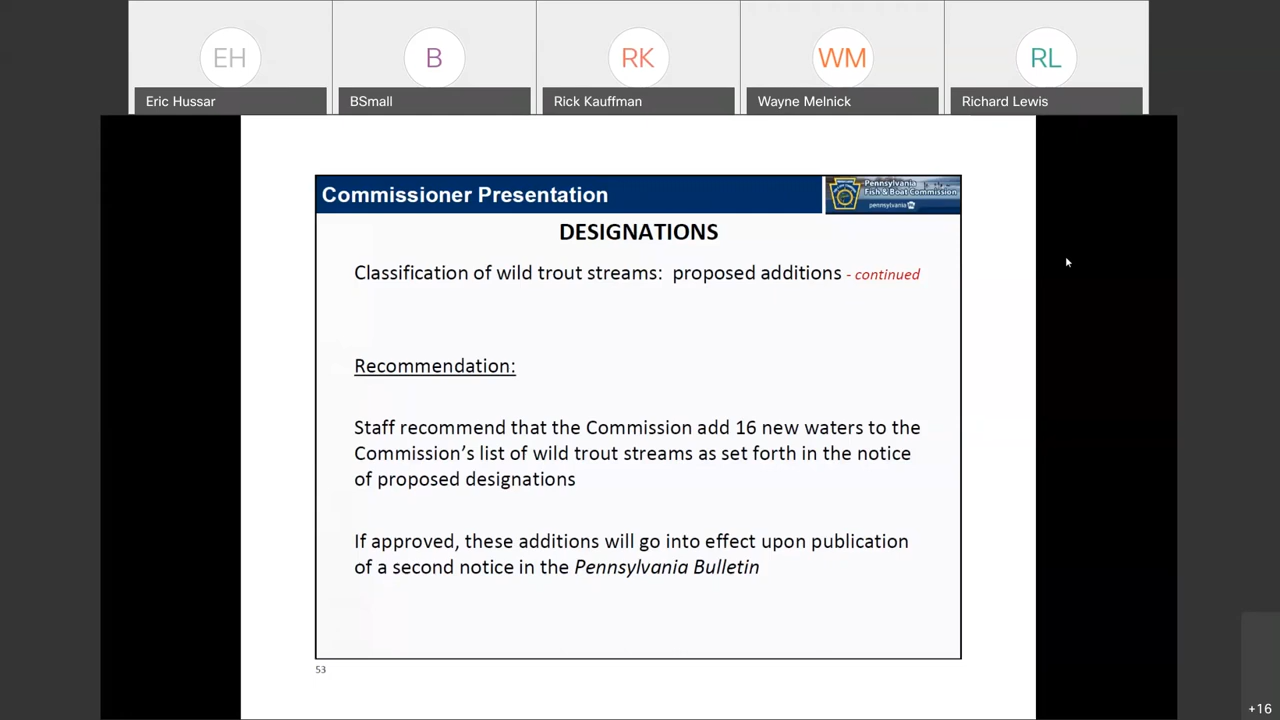 EH
B
RK
WM
RL
Eric Hussar
BSmall
Rick Kauffman
Wayne Melnick
Richard Lewis
Commissioner Presentation
Pennsylvania
Fish & Boat Commission
pennsylvania
DESIGNATIONS
Classification of wild trout streams:  proposed additions - continued
Recommendation:
Staff recommend that the Commission add 16 new waters to the
Commission’s list of wild trout streams as set forth in the notice
of proposed designations
If approved, these additions will go into effect upon publication
of a second notice in the Pennsylvania Bulletin
53
+16